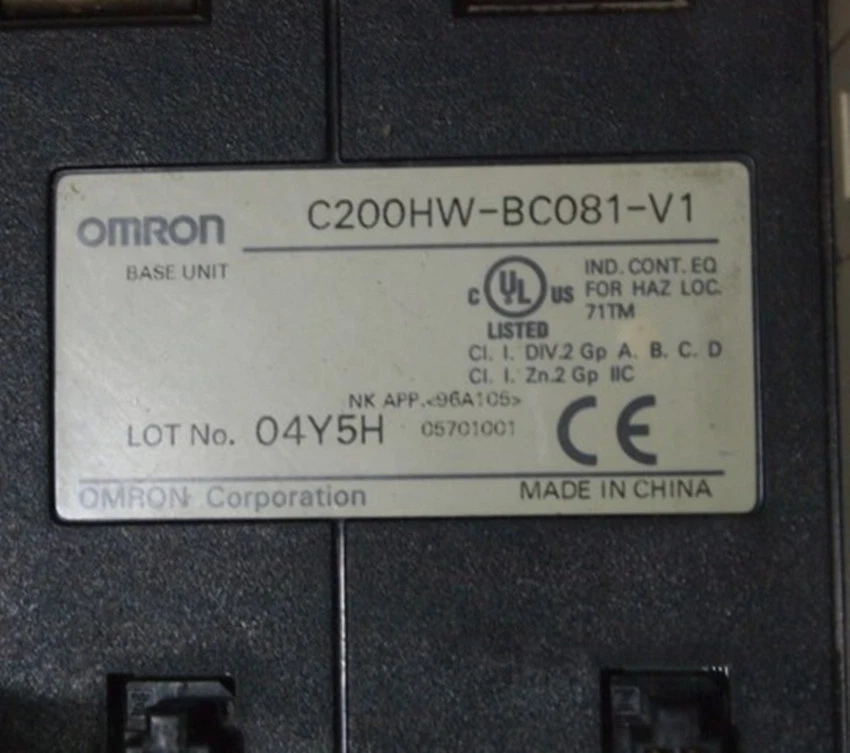 OMRON
C200HW-BC081-V1
BASE UNIT
C UL US
LISTED
IND. CONT. EQ
FOR HAZ LOC.
71TM
Cl. I. DIV.2 Gp A. B. C. D
Cl. I. Zn.2 Gp IIC
NK APP.<96A105>
LOT No. 04Y5H 05701001
CE
OMRON Corporation
MADE IN CHINA